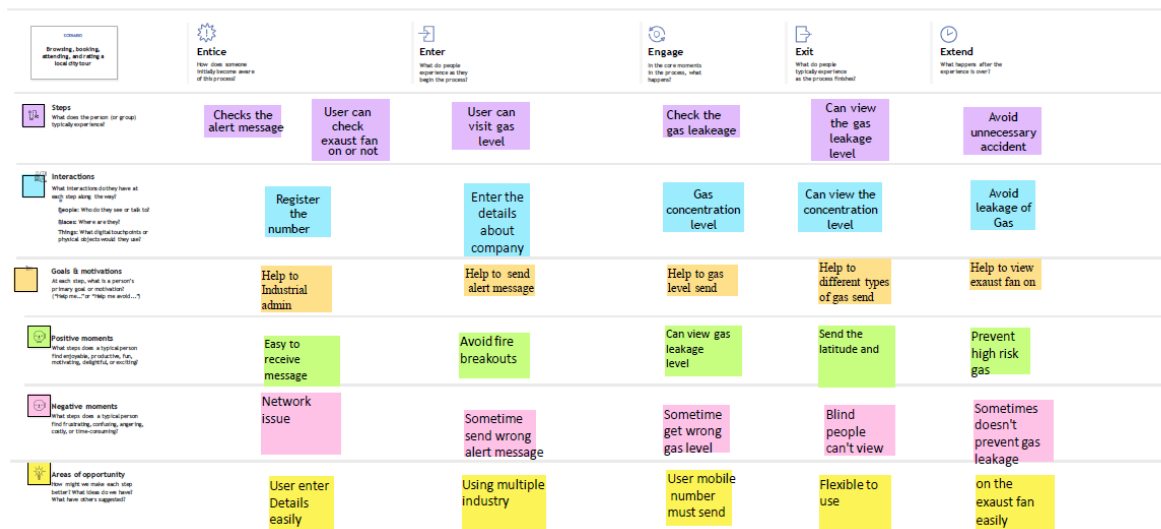 SCENARIO
Browsing, booking,
attending, and rating a
local city tour
Entice
How does someone
initially become aware
of this process?
Enter
What do people
experience as they
begin the process?
Engage
In the core moments
in the process, what
happens?
Exit
What do people
typically experience
as the process finishes?
Extend
What happens after the
experience is over?
Steps
What does the person (or group)
typically experience?
Checks the
alert message
User can
check
exaust fan
on or not
User can
visit gas
level
Check the
gas leakeage
Can view
the gas
leakage
level
Avoid
unnecessary
accident
Interactions
What interactions do they have at
each step along the way?
People: Who do they see or talk to?
Places: Where are they?
Things: What digital touchpoints or
physical objects would they use?
Register
the
number
Enter the
details
about
company
Gas
concentration
level
Can view the
concentration
level
Avoid
leakage of
Gas
Goals & motivations
At each step, what is a person's
primary goal or motivation?
("Help me..." or "Help me avoid...")
Help to
Industrial
admin
Help to send
alert message
Help to gas
level send
Help to
different types
of gas send
Help to view
exaust fan on
Positive moments
What steps does a typical person
find enjoyable, productive, fun,
motivating, delightful, or exciting?
Easy to
receive
message
Avoid fire
breakouts
Can view gas
leakage
level
Send the
latitude and
Prevent
high risk
gas
Negative moments
What steps does a typical person
find frustrating, confusing, angering,
costly, or time-consuming?
Network
issue
Sometime
send wrong
alert message
Sometime
get wrong
gas level
Blind
people
can't view
Sometimes
doesn't
prevent gas
leakage
Areas of opportunity
How might we make each step
better? What ideas do we have?
What have others suggested?
User enter
Details
easily
Using multiple
industry
User mobile
number
must send
Flexible to
use
on the
exaust fan
easily